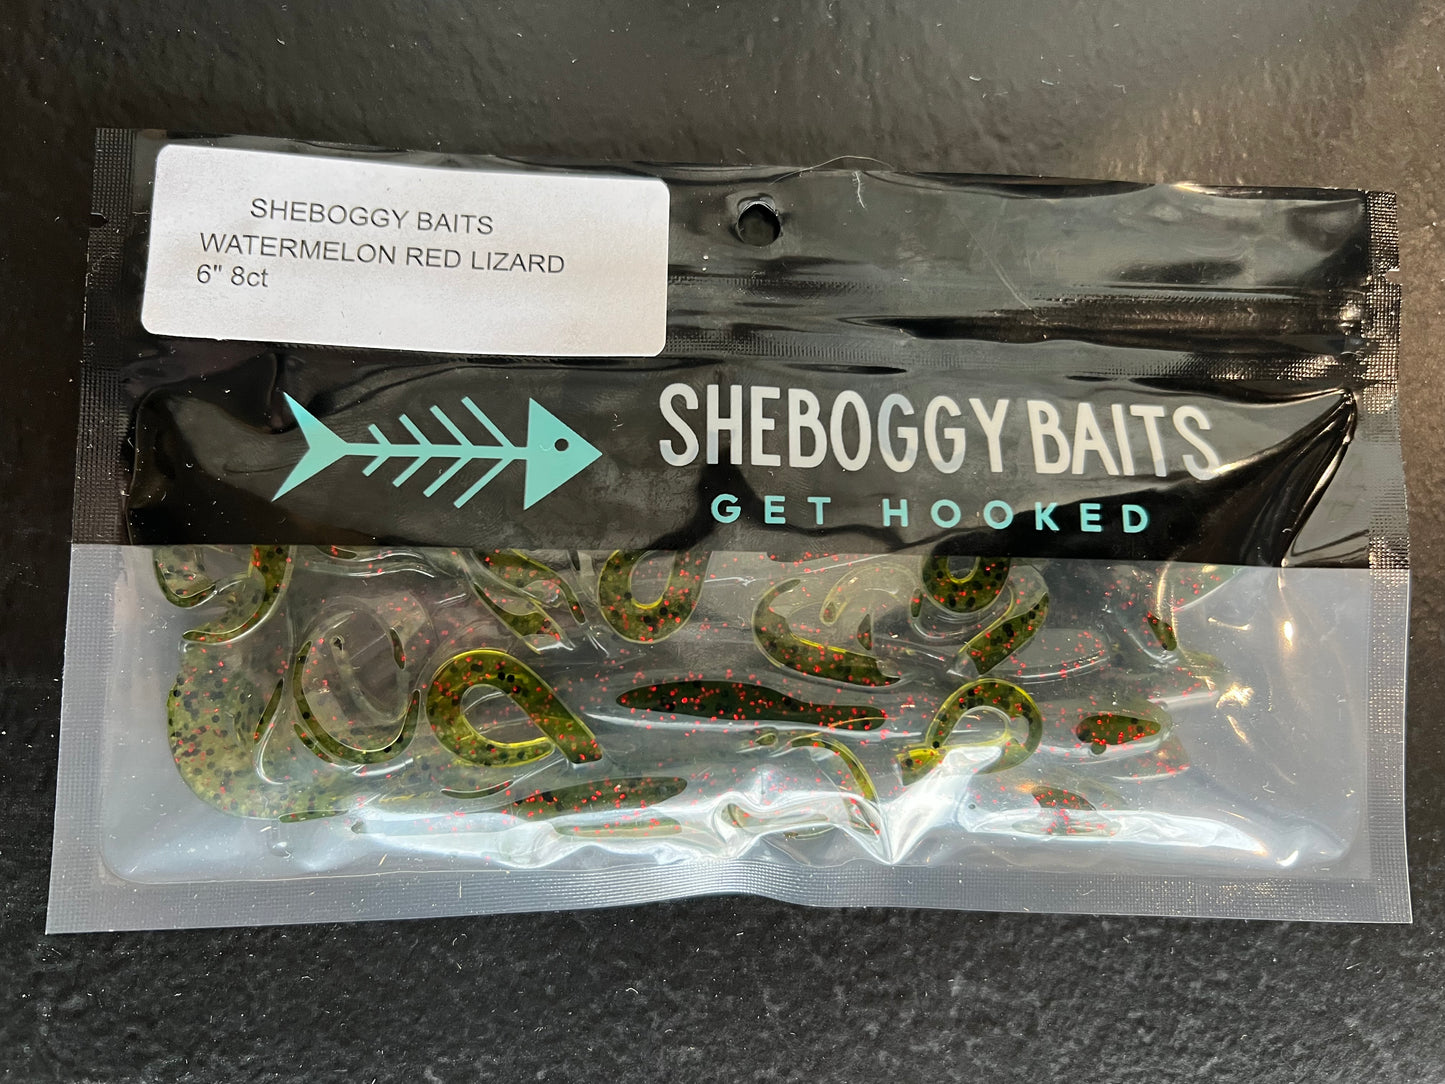 SHEBOGGY BAITS
WATERMELON RED LIZARD
6" 8ct
SHEBOGGY BAITS
GET HOOKED